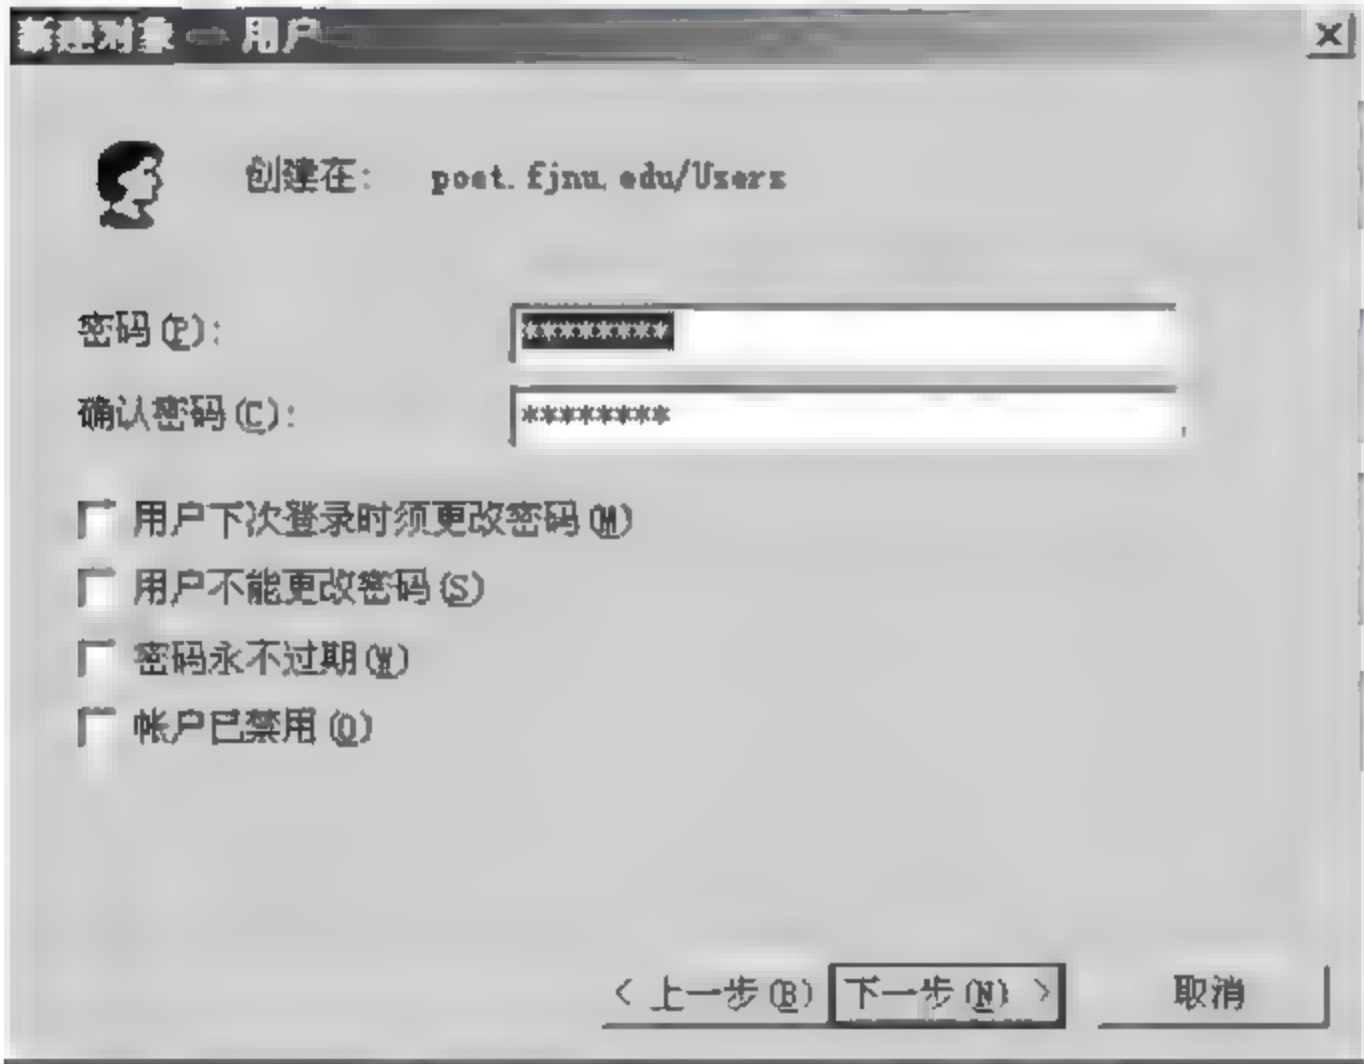 新建对象 - 用户
创建在: post.fjnu.edu/Users
密码(P): ********
确认密码(C): ********
用户下次登录时须更改密码(M)
用户不能更改密码(S)
密码永不过期(W)
帐户已禁用(O)
< 上一步(B) 下一步(N) > 取消